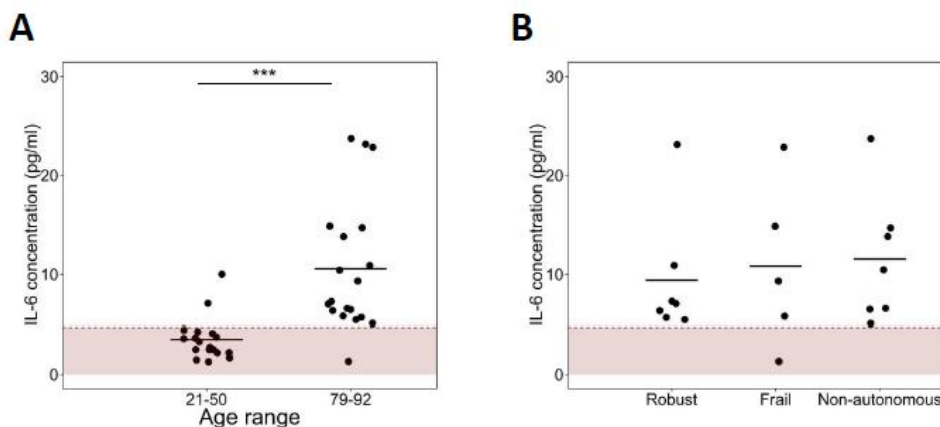 A
IL-6 concentration (pg/ml)
30
20
10
0
***
21-50
79-92
Age range
B
IL-6 concentration (pg/ml)
30
20
10
0
Robust
Frail
Non-autonomous